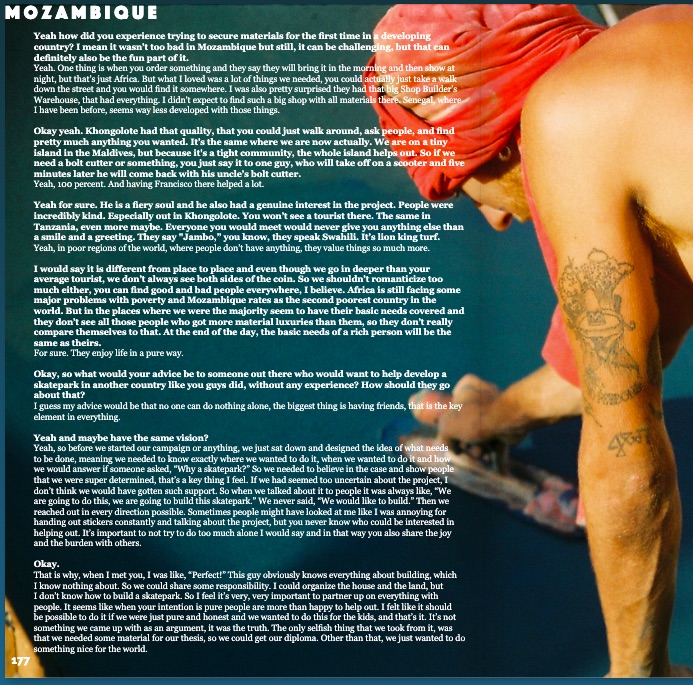 MOZAMBIQUE
Yeah how did you experience trying to secure materials for the first time in a developing
country? I mean it wasn't too bad in Mozambique but still, it can be challenging, but that can
definitely also be the fun part of it.
Yeah. One thing is when you order something and they say they will bring it in the morning and then show at
night, but that's just Africa. But what I loved was a lot of things we needed, you could actually just take a walk
down the street and you would find it somewhere. I was also pretty surprised they had that big Shop Builder's
Warehouse, that had everything. I didn't expect to find such a big shop with all materials there. Senegal, where
I have been before, seems way less developed with those things.
Okay yeah. Khongolote had that quality, that you could just walk around, ask people, and find
pretty much anything you wanted. It's the same where we are now actually. We are on a tiny
island in the Maldives, but because it's a tight community, the whole island helps out. So if we
need a bolt cutter or something, you just say it to one guy, who will take off on a scooter and five
minutes later he will come back with his uncle's bolt cutter.
Yeah, 100 percent. And having Francisco there helped a lot.
Yeah for sure. He is a fiery soul and he also had a genuine interest in the project. People were
incredibly kind. Especially out in Khongolote. You won't see a tourist there. The same in
Tanzania, even more maybe. Everyone you would meet would never give you anything else than
a smile and a greeting. They say "Jambo," you know, they speak Swahili. It's lion king turf.
Yeah, in poor regions of the world, where people don't have anything, they value things so much more.
I would say it is different from place to place and even though we go in deeper than your
average tourist, we don't always see both sides of the coin. So we shouldn't romanticize too
much either, you can find good and bad people everywhere, I believe. Africa is still facing some
major problems with poverty and Mozambique rates as the second poorest country in the
world. But in the places where we were the majority seem to have their basic needs covered and
they don't see all those people who got more material luxuries than them, so they don't really
compare themselves to that. At the end of the day, the basic needs of a rich person will be the
same as theirs.
For sure. They enjoy life in a pure way.
Okay, so what would your advice be to someone out there who would want to help develop a
skatepark in another country like you guys did, without any experience? How should they go
about that?
I guess my advice would be that no one can do nothing alone, the biggest thing is having friends, that is the key
element in everything.
Yeah and maybe have the same vision?
Yeah, so before we started our campaign or anything, we just sat down and designed the idea of what needs
to be done, meaning we needed to know exactly where we wanted to do it, when we wanted to do it and how
we would answer if someone asked, "Why a skatepark?" So we needed to believe in the case and show people
that we were super determined, that's a key thing I feel. If we had seemed too uncertain about the project, I
don't think we would have gotten such support. So when we talked about it to people it was always like, "We
are going to do this, we are going to build this skatepark." We never said, "We would like to build." Then we
reached out in every direction possible. Sometimes people might have looked at me like I was annoying for
handing out stickers constantly and talking about the project, but you never know who could be interested in
helping out. It's important to not try to do too much alone I would say and in that way you also share the joy
and the burden with others.
Okay.
That is why, when I met you, I was like, "Perfect!" This guy obviously knows everything about building, which
I know nothing about. So we could share some responsibility. I could organize the house and the land, but
I don't know how to build a skatepark. So I feel it's very, very important to partner up on everything with
people. It seems like when your intention is pure people are more than happy to help out. I felt like it should
be possible to do it if we were just pure and honest and we wanted to do this for the kids, and that's it. It's not
something we came up with as an argument, it was the truth. The only selfish thing that we took from it, was
that we needed some material for our thesis, so we could get our diploma. Other than that, we just wanted to do
something nice for the world.
177